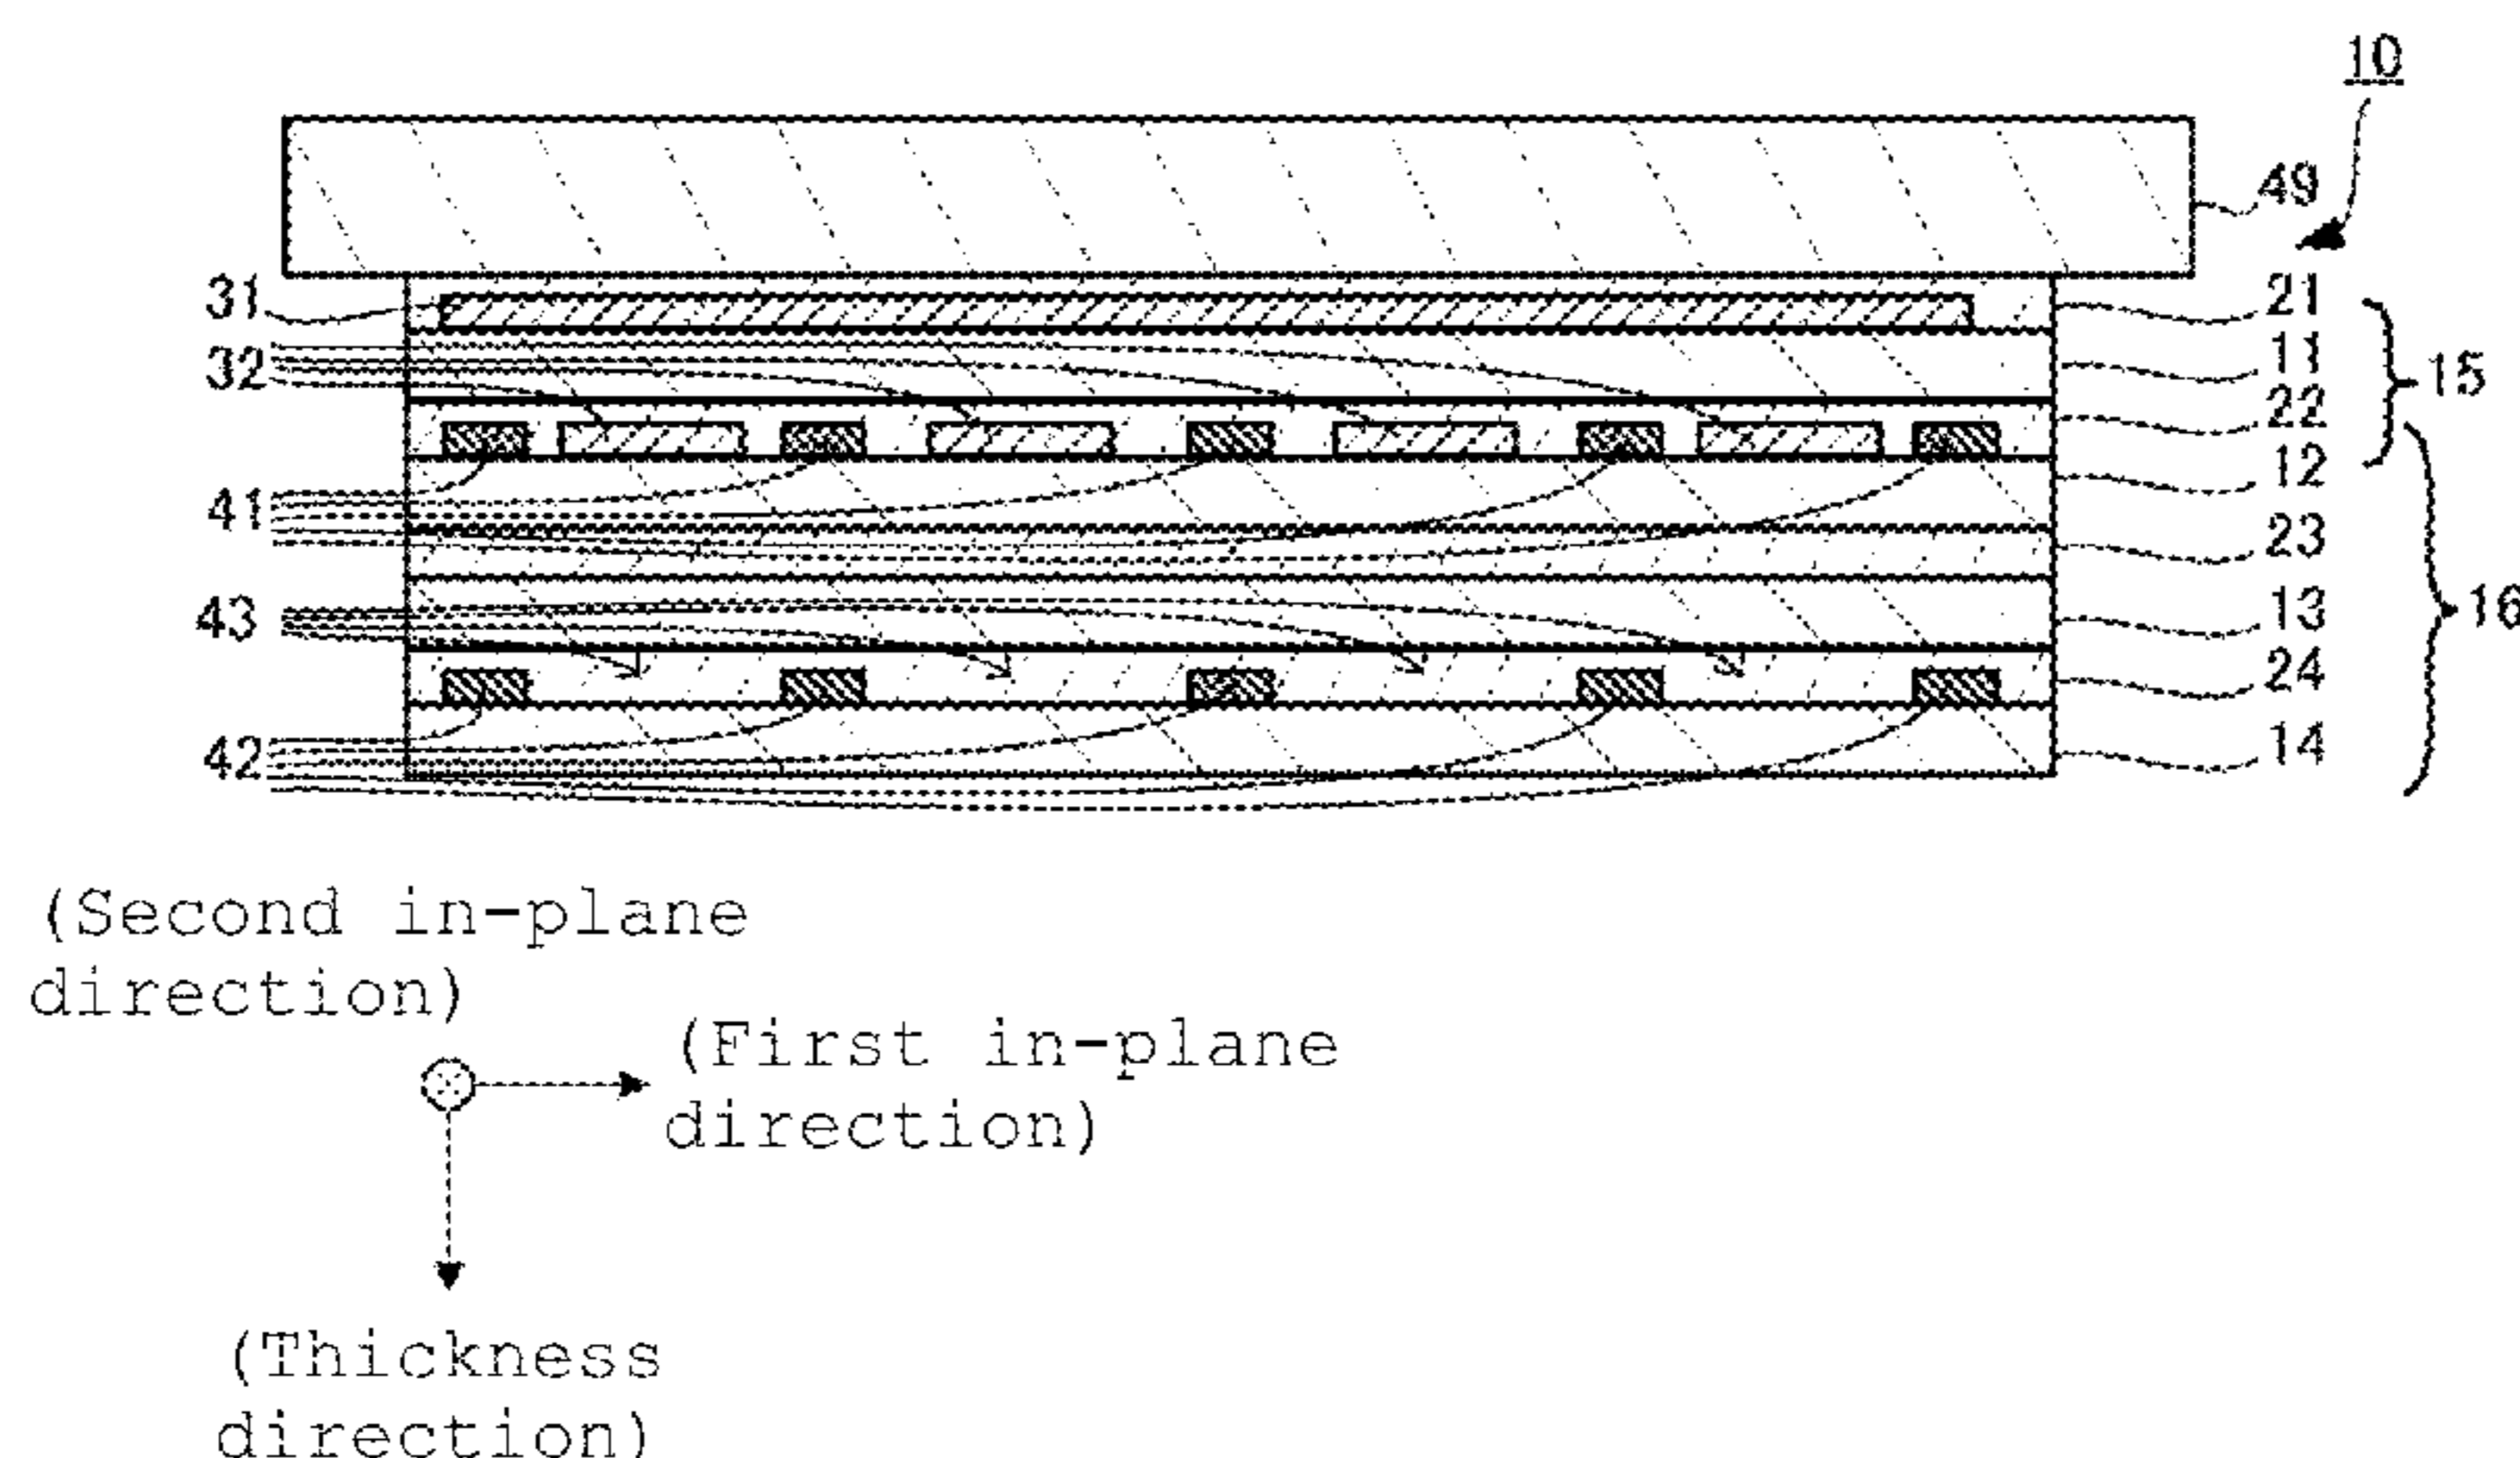 10
49
31
21
11
15
32
22
12
41
23
43
13
16
24
42
14
(Second in-plane
direction)
(First in-plane
direction)
(Thickness
direction)